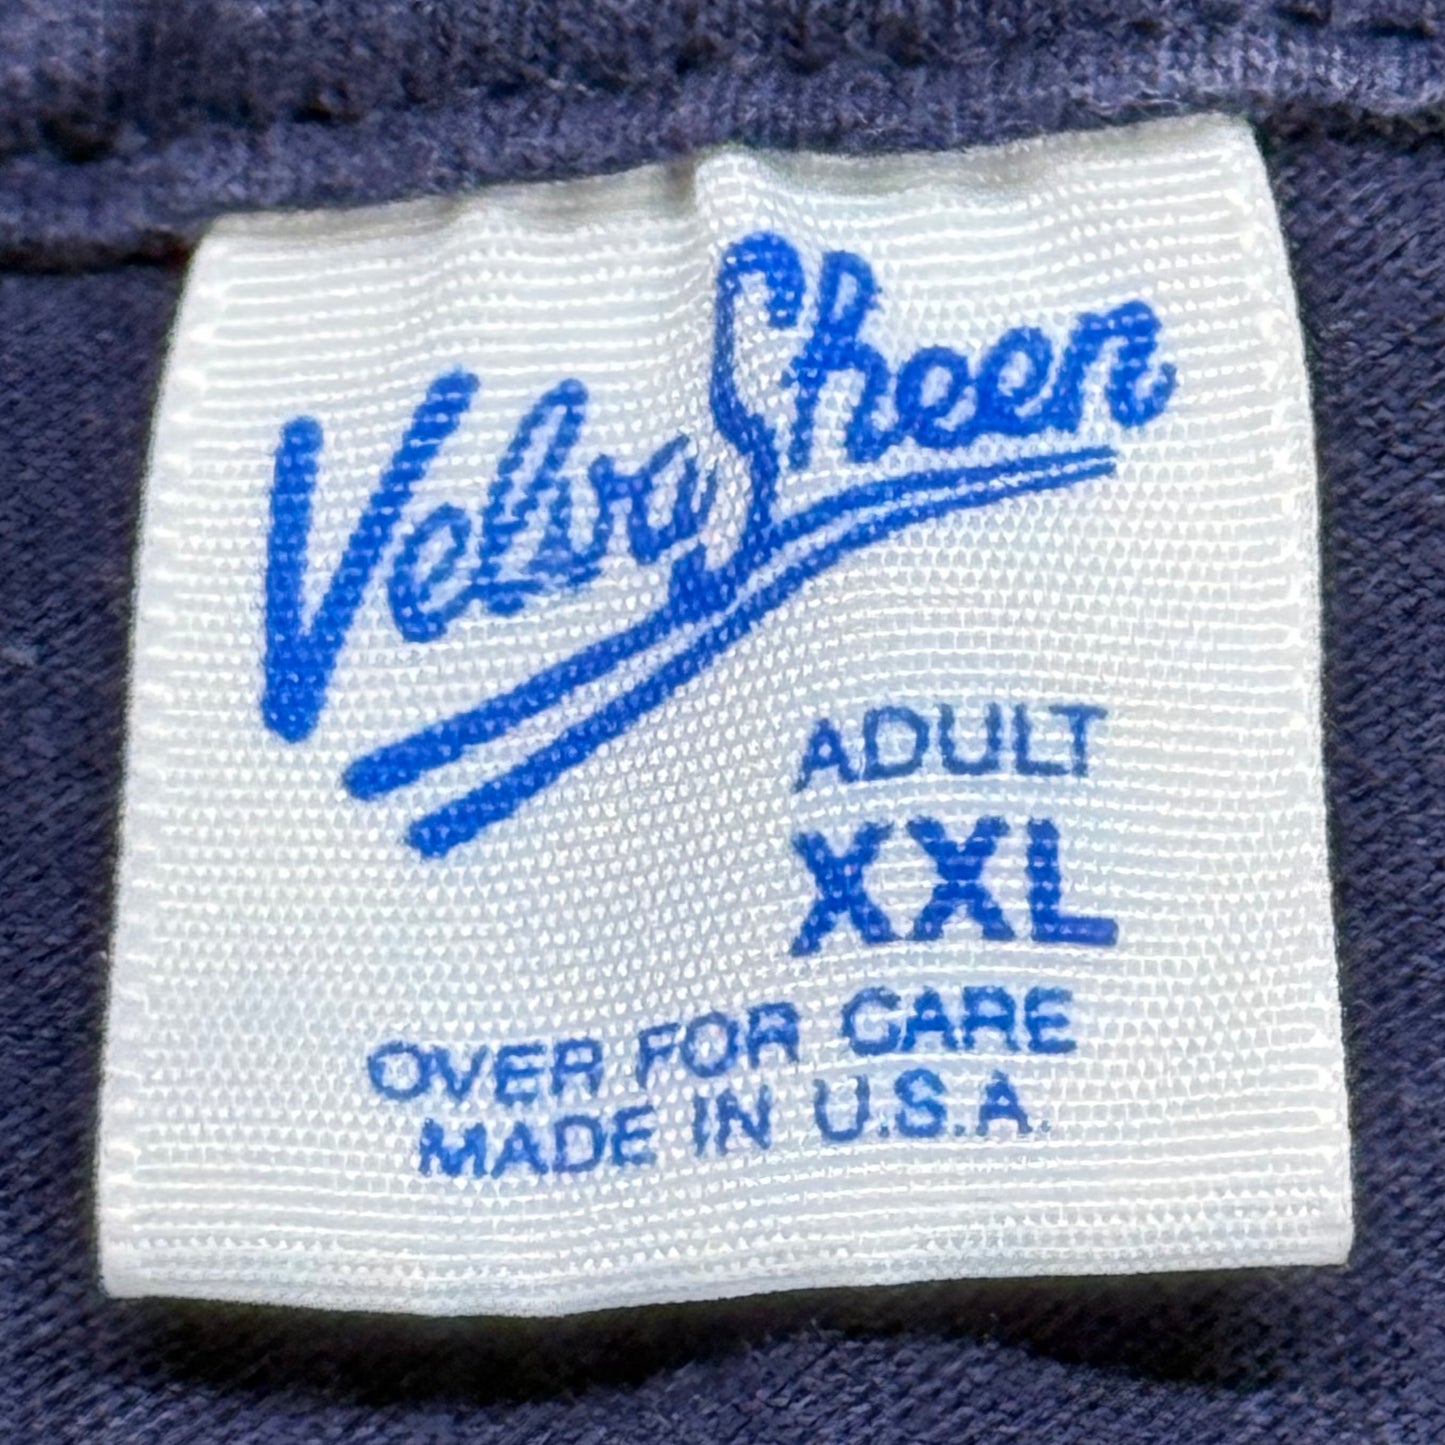 Velva Sheen
ADULT
XXL
OVER FOR CARE
MADE IN U.S.A.